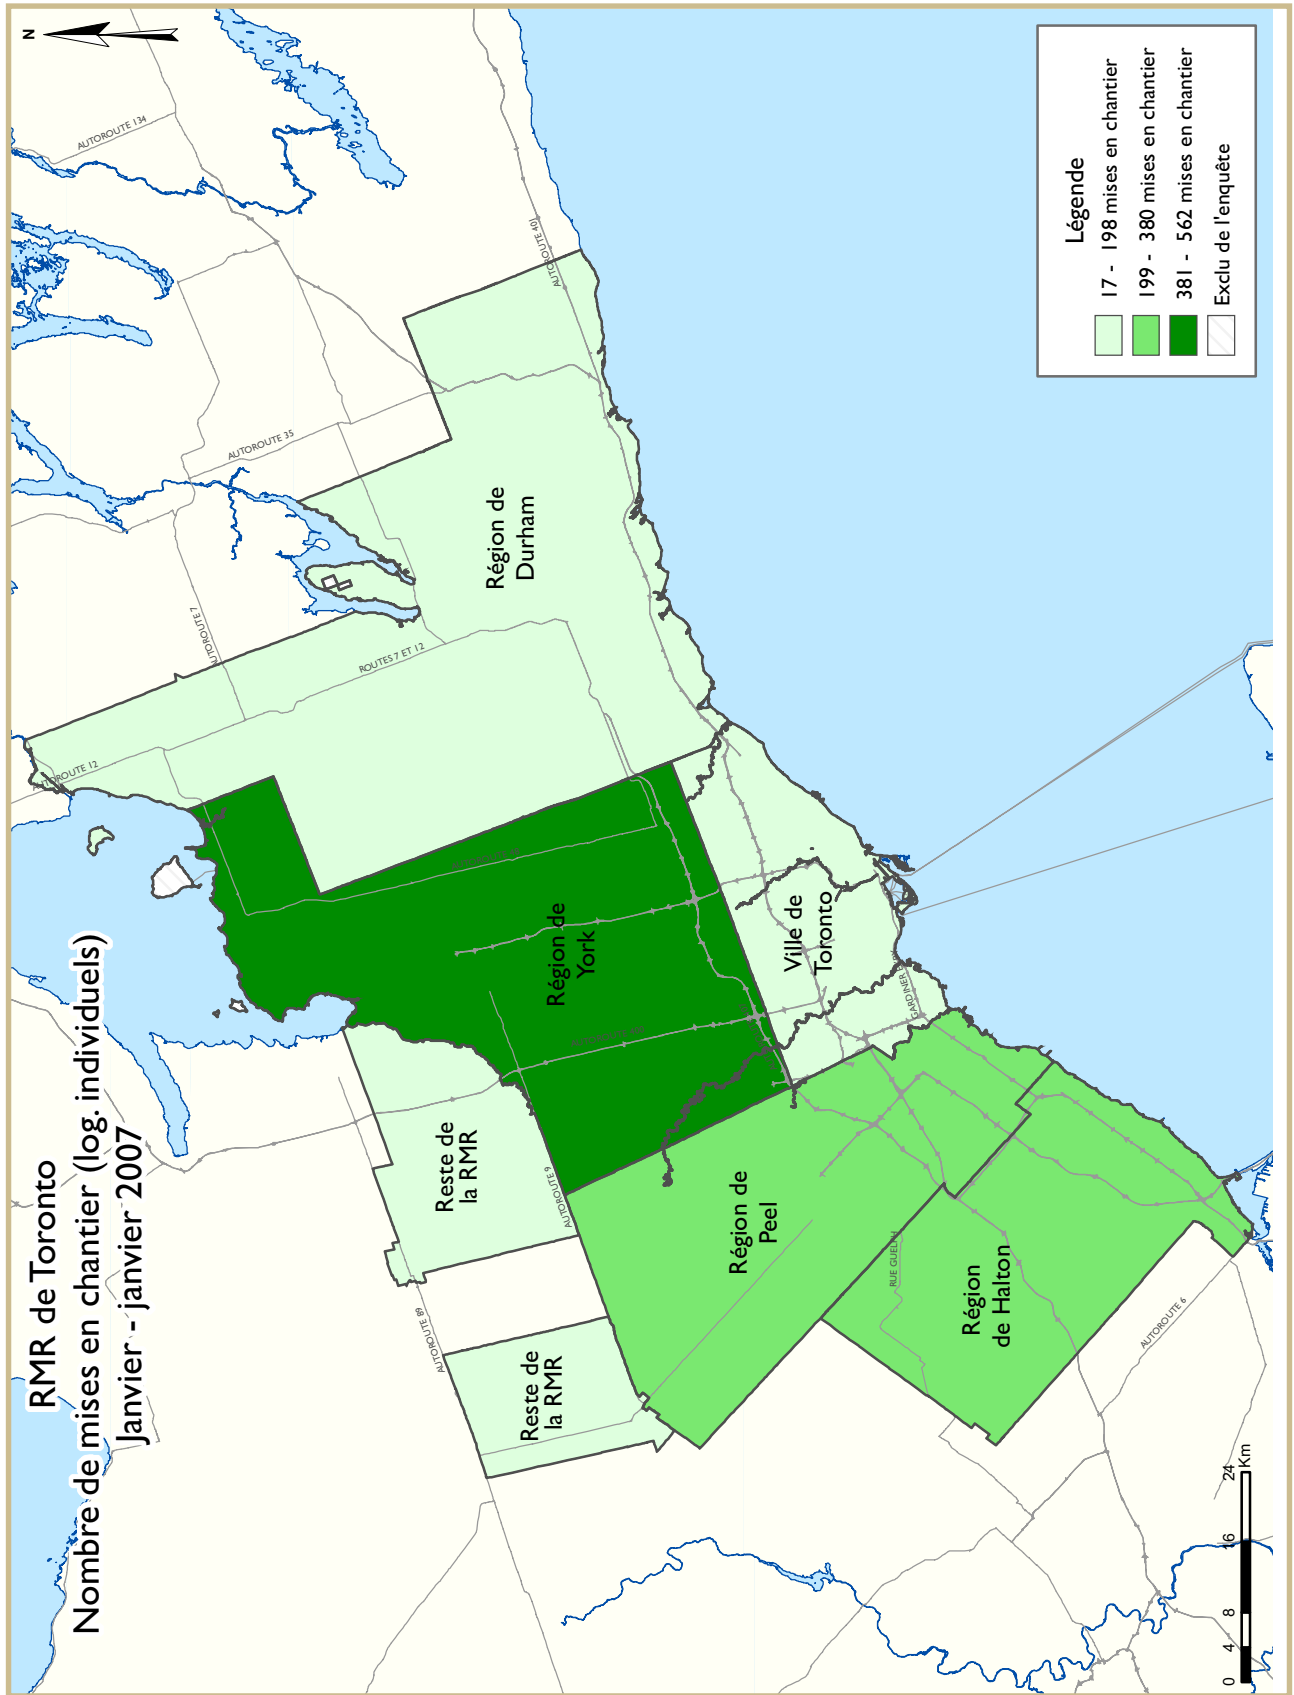 RMR de Toronto
Nombre de mises en chantier (log. individuels)
Janvier - janvier 2007
N
AUTOROUTE 134
AUTOROUTE 35
AUTOROUTE 7
ROUTES 7 ET 12
AUTOROUTE 12
AUTOROUTE 401
Région de
Durham
Région de
York
Ville de
Toronto
Reste de
la RMR
AUTOROUTE 9
AUTOROUTE 89
Reste de
la RMR
Région de
Peel
RUE GUELPH
Région
de Halton
AUTOROUTE 6
Légende
17 - 198 mises en chantier
199 - 380 mises en chantier
381 - 562 mises en chantier
Exclu de l'enquête
0 4 8 16 24
Km